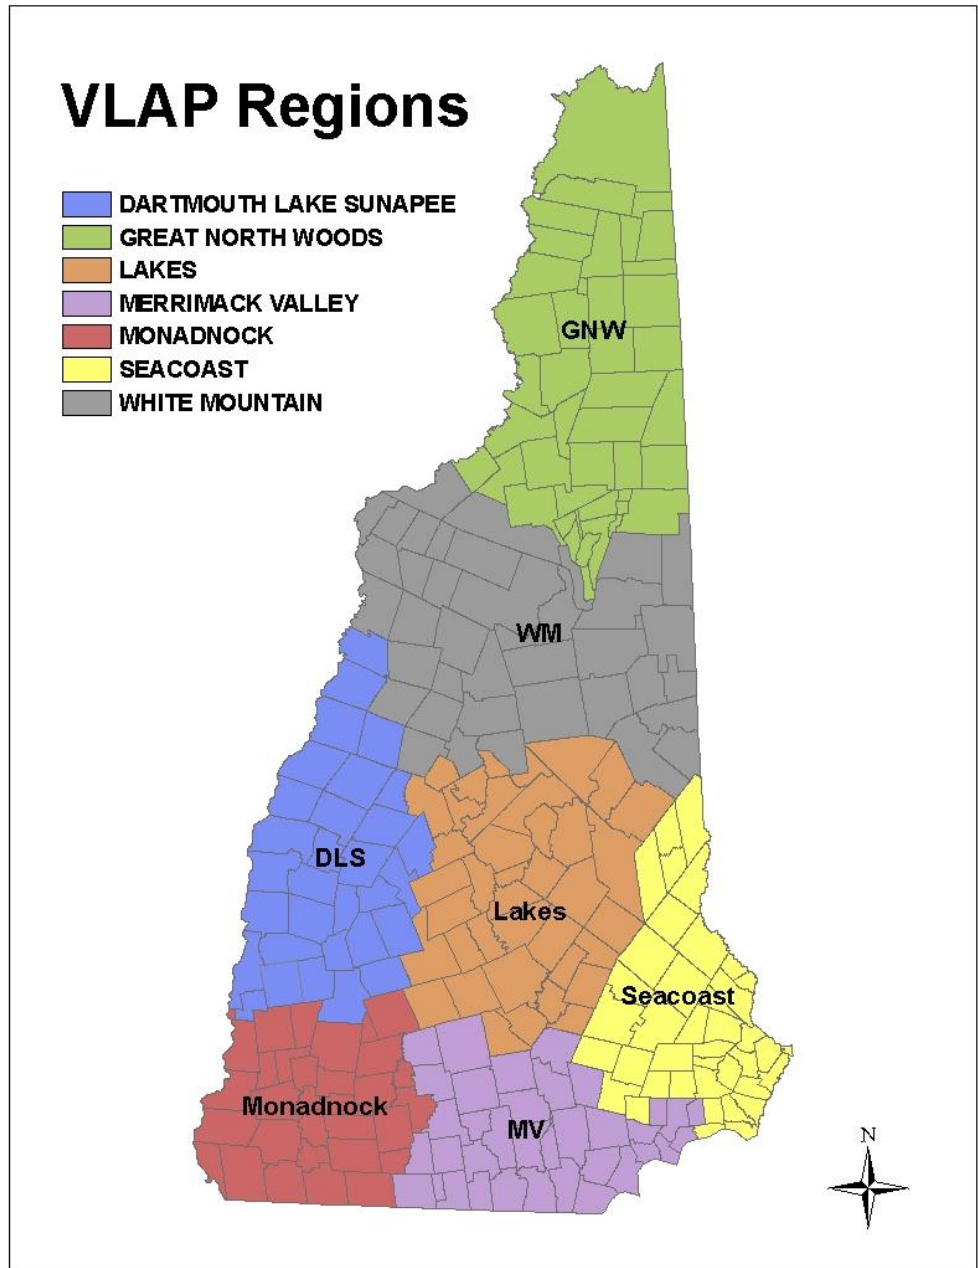 VLAP Regions
DARTMOUTH LAKE SUNAPEE
GREAT NORTH WOODS
LAKES
MERRIMACK VALLEY
MONADNOCK
SEACOAST
WHITE MOUNTAIN
GNW
WM
DLS
Lakes
Seacoast
Monadnock
MV
N